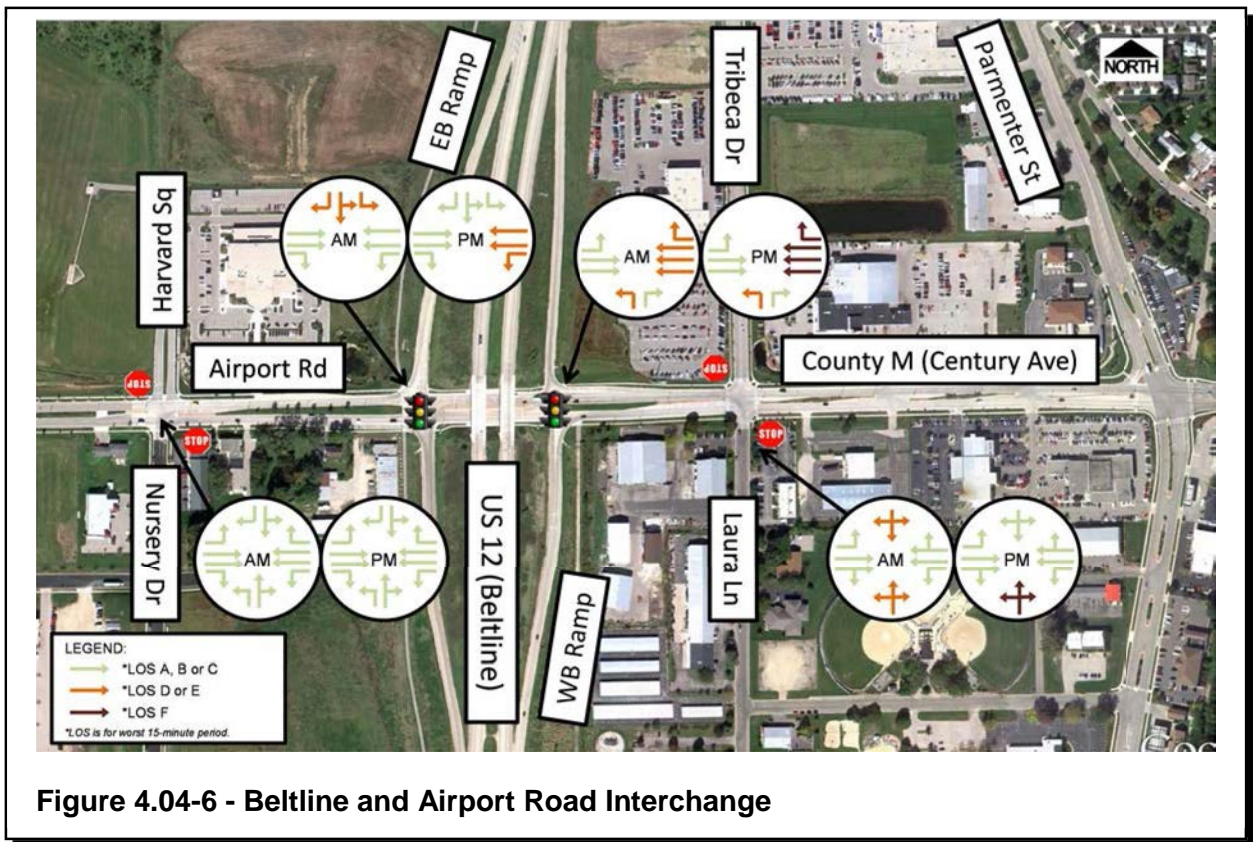 NORTH
Parmenter St
EB Ramp
Tribeca Dr
Harvard Sq
AM
PM
AM
PM
STOP
Airport Rd
STOP
County M (Century Ave)
STOP
STOP
Nursery Dr
AM
PM
US 12 (Beltline)
WB Ramp
Laura Ln
AM
PM
LEGEND:
*LOS A, B or C
*LOS D or E
*LOS F
*LOS is for worst 15-minute period.
Figure 4.04-6 - Beltline and Airport Road Interchange